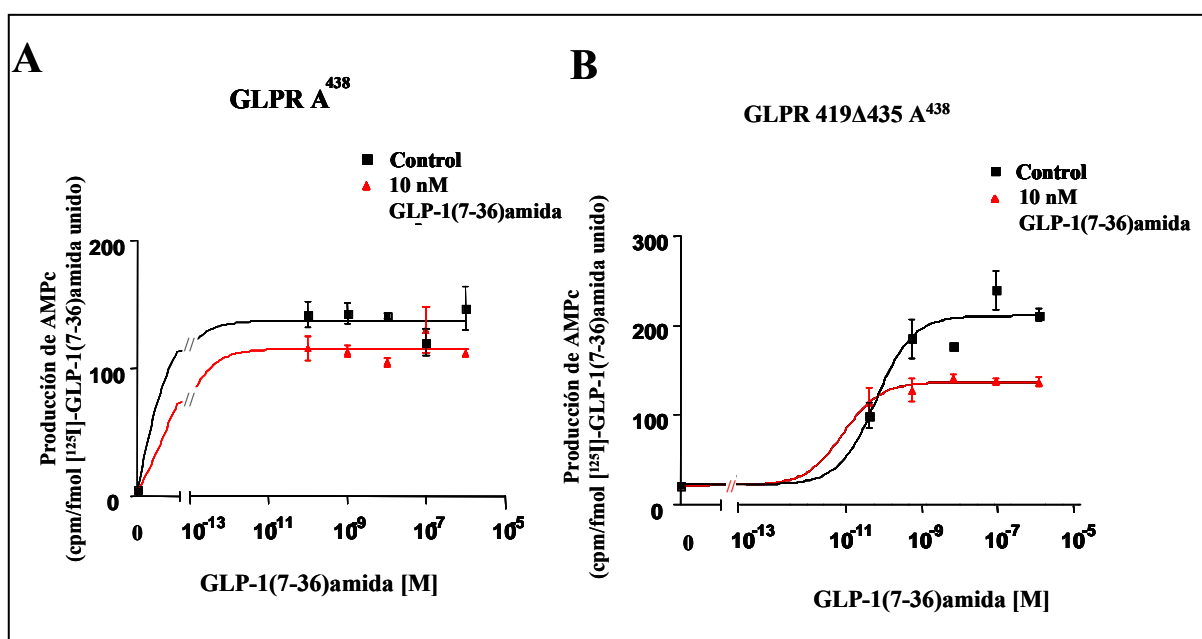 A
GLPR A⁴³⁸
Control
10 nM
GLP-1(7-36)amida
Producción de AMPc
(cpm/fmol [¹²⁵I]-GLP-1(7-36)amida unido)
200
100
0
0 10⁻¹³ 10⁻¹¹ 10⁻⁹ 10⁻⁷ 10⁻⁵
GLP-1(7-36)amida [M]
B
GLPR 419Δ435 A⁴³⁸
Control
10 nM
GLP-1(7-36)amida
Producción de AMPc
(cpm/fmol [¹²⁵I]-GLP-1(7-36)amida unido)
300
200
100
0
0 10⁻¹³ 10⁻¹¹ 10⁻⁹ 10⁻⁷ 10⁻⁵
GLP-1(7-36)amida [M]